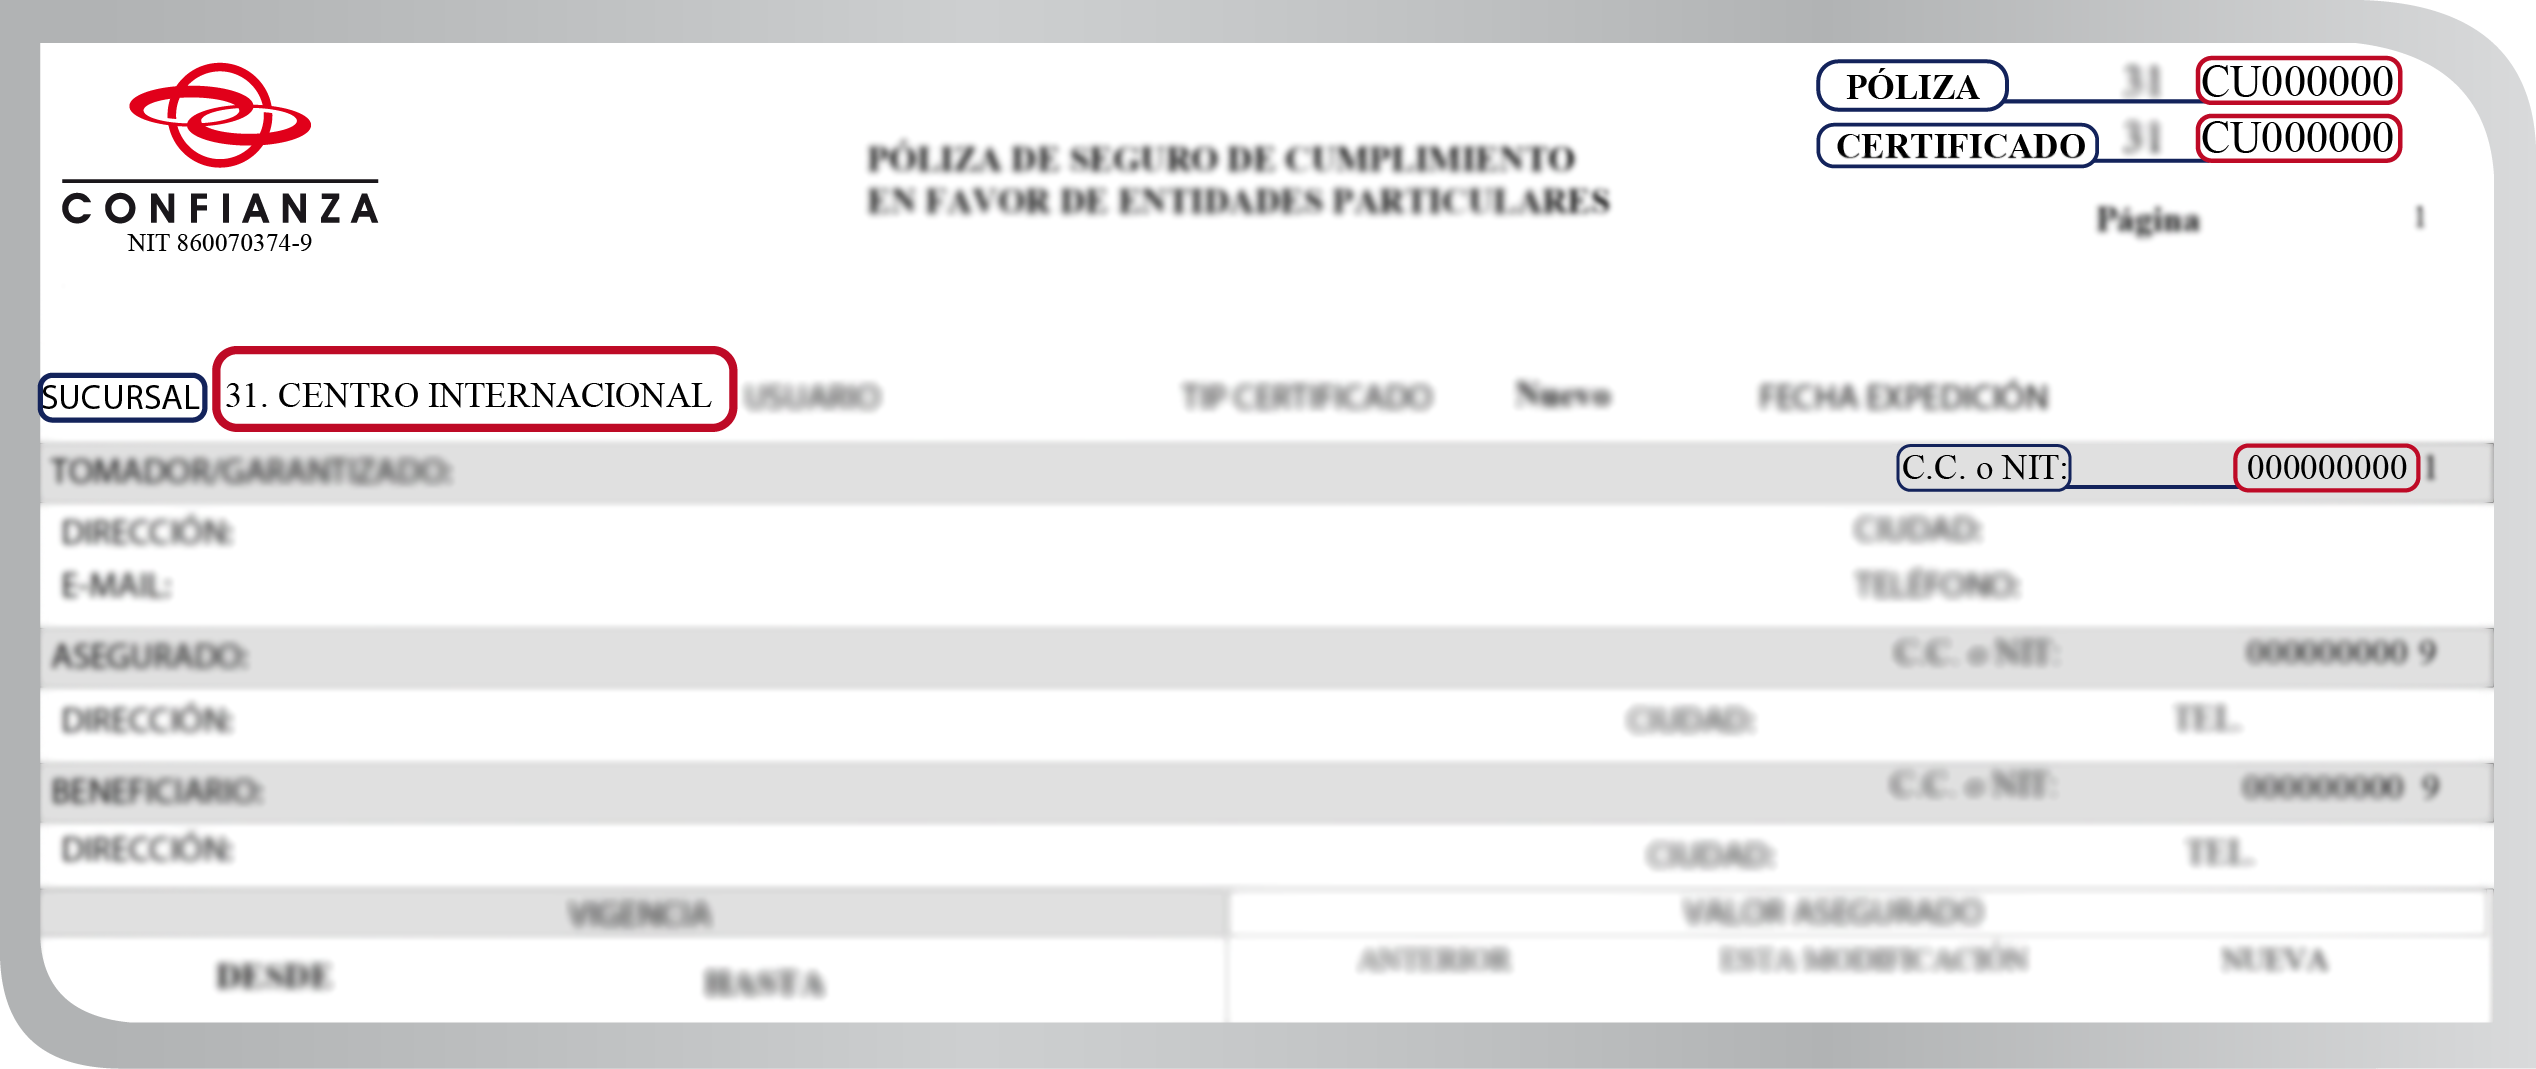 CONFIANZA
NIT 860070374-9
PÓLIZA 31 CU000000
CERTIFICADO 31 CU000000
PÓLIZA DE SEGURO DE CUMPLIMIENTO
EN FAVOR DE ENTIDADES PARTICULARES
Página 1
SUCURSAL 31. CENTRO INTERNACIONAL USUARIO TIP CERTIFICADO Nuevo FECHA EXPEDICIÓN
TOMADOR/GARANTIZADO: C.C. o NIT: 000000000 1
DIRECCIÓN: CIUDAD:
E-MAIL: TELÉFONO:
ASEGURADO: C.C. o NIT: 000000000 9
DIRECCIÓN: CIUDAD: TEL.
BENEFICIARIO: C.C. o NIT: 000000000 9
DIRECCIÓN: CIUDAD: TEL.
VIGENCIA VALOR ASEGURADO
DESDE HASTA ANTERIOR ESTA MODIFICACIÓN NUEVA